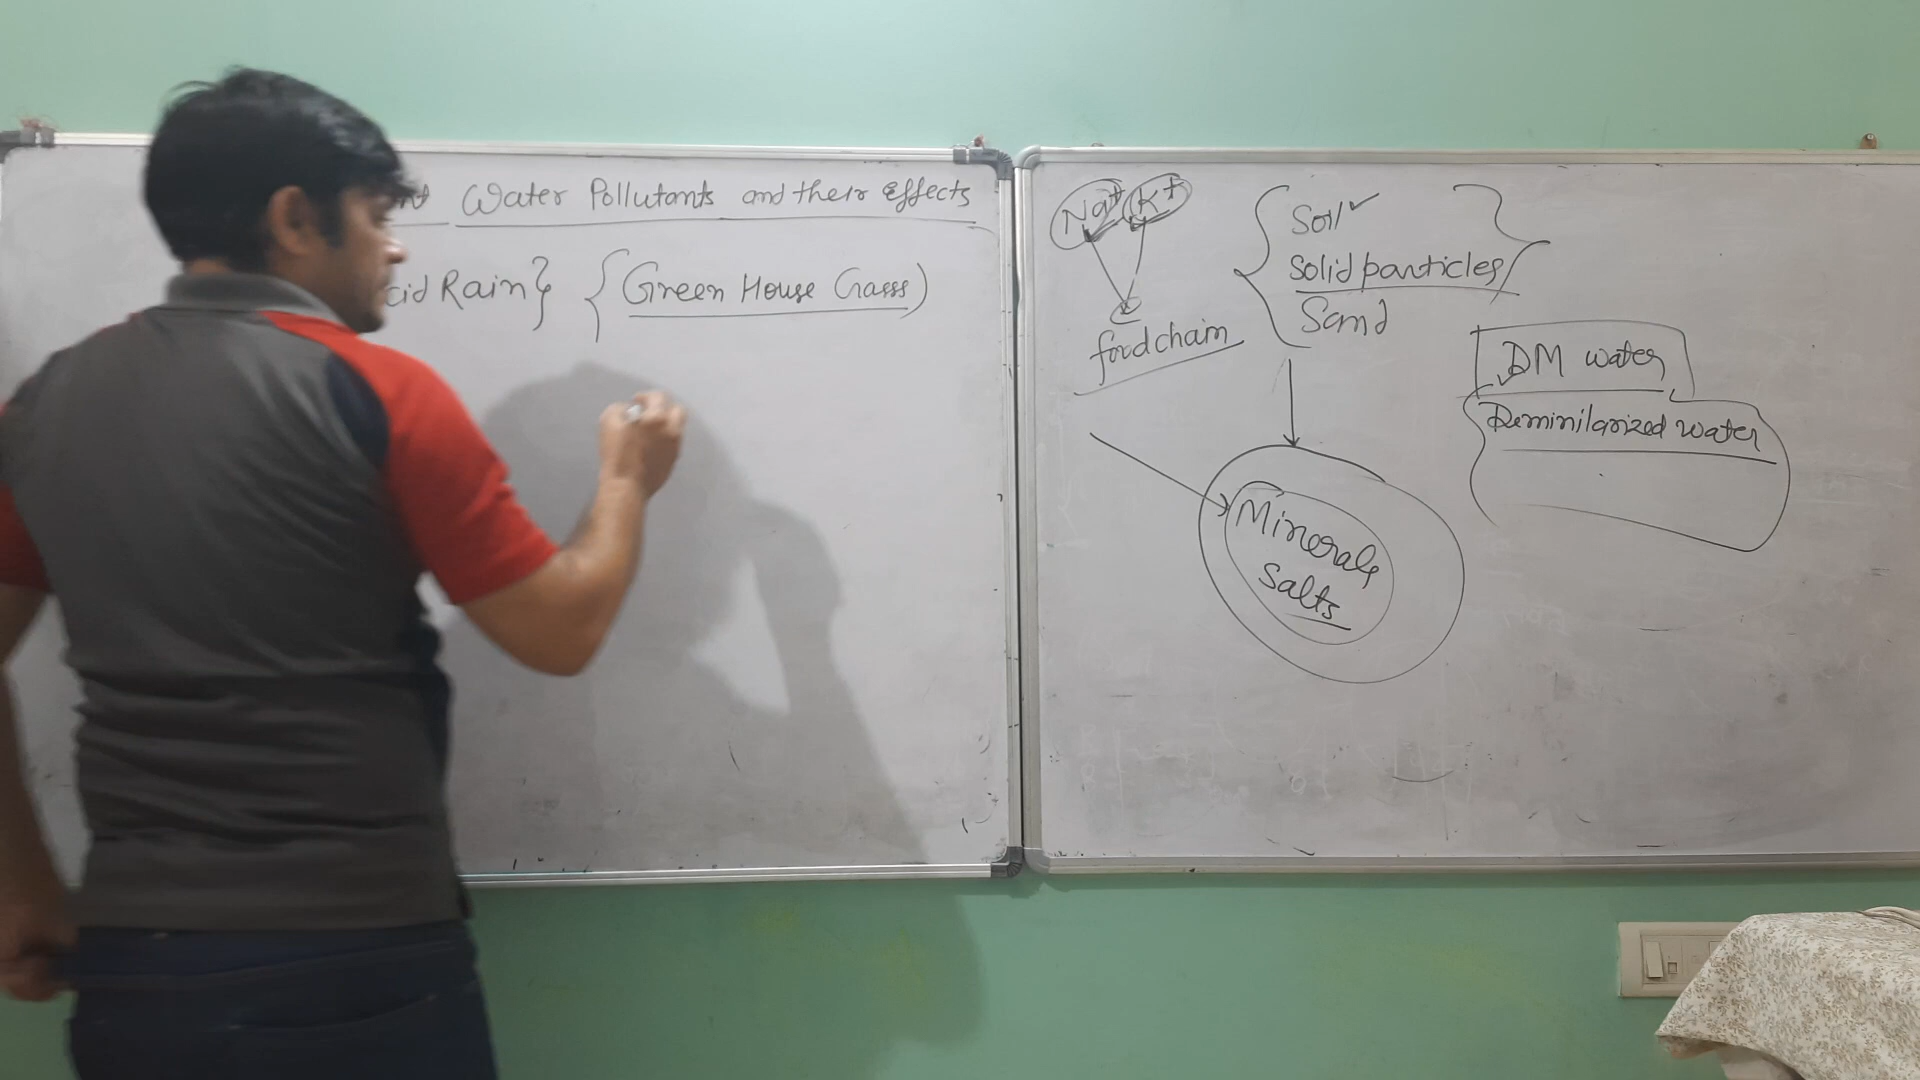 Water Pollutants and their Effects
cid Rain} { (Green House Gasss)
Na+ K+
food chain
Soil ✓
Solid particles
Sand
Minerals
Salts
DM water
Deminilarized water